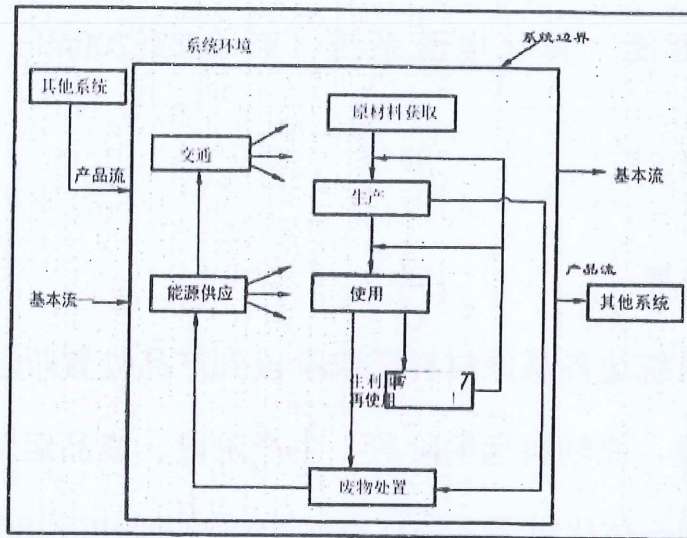 系统环境
系统边界
其他系统
原材料获取
交通
产品流
基本流
生产
产品流
基本流
能源供应
使用
其他系统
再使用
废物处置